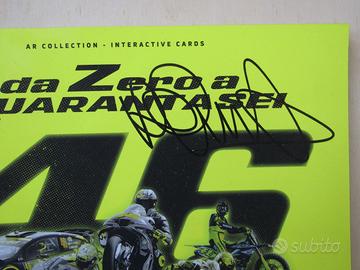 AR COLLECTION - INTERACTIVE CARDS
da Zero a
QUARANTASEI
46
subito